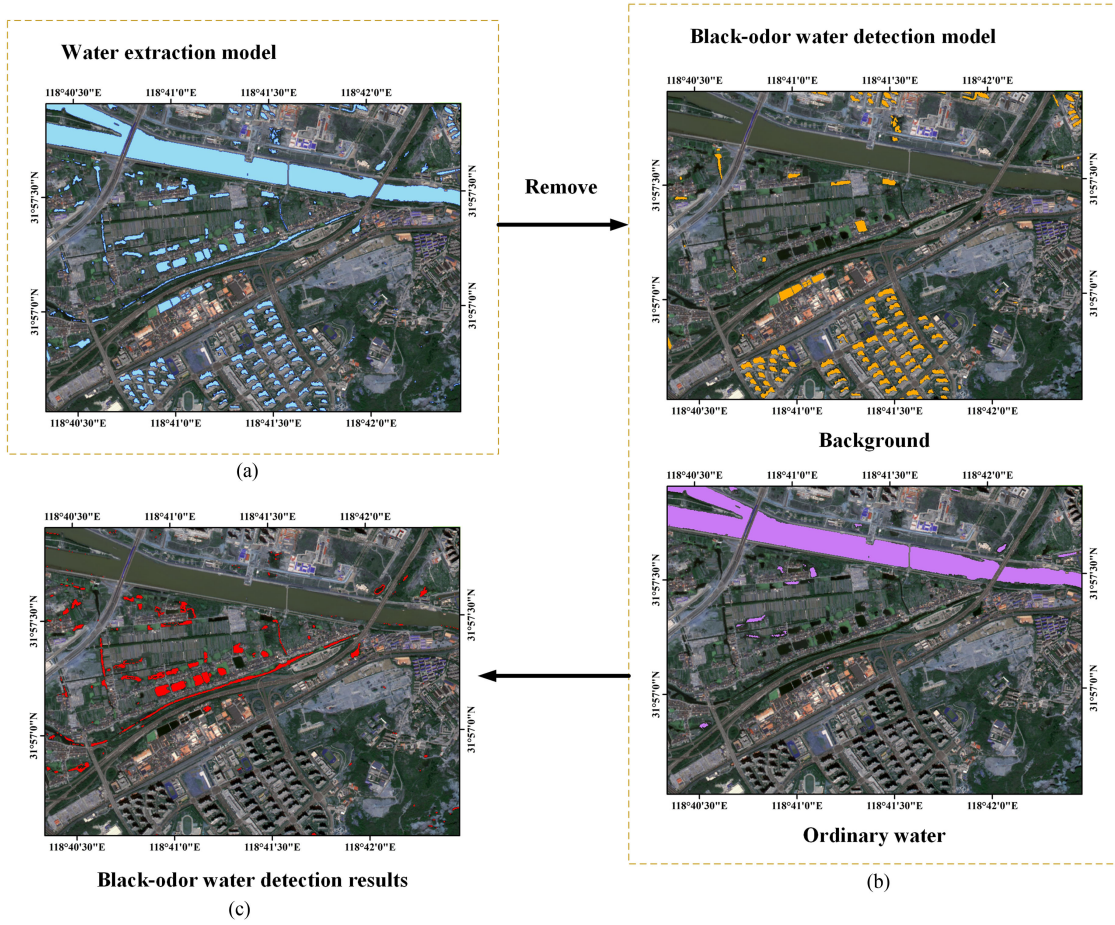 Water extraction model
118°40'30"E 118°41'0"E 118°41'30"E 118°42'0"E
31°57'30"N
31°57'0"N
31°57'30"N
31°57'0"N
118°40'30"E 118°41'0"E 118°41'30"E 118°42'0"E
(a)
Remove
Black-odor water detection model
118°40'30"E 118°41'0"E 118°41'30"E 118°42'0"E
31°57'30"N
31°57'0"N
31°57'30"N
31°57'0"N
118°40'30"E 118°41'0"E 118°41'30"E 118°42'0"E
Background
118°40'30"E 118°41'0"E 118°41'30"E 118°42'0"E
31°57'30"N
31°57'0"N
31°57'30"N
31°57'0"N
118°40'30"E 118°41'0"E 118°41'30"E 118°42'0"E
Ordinary water
(b)
118°40'30"E 118°41'0"E 118°41'30"E 118°42'0"E
31°57'30"N
31°57'0"N
31°57'30"N
31°57'0"N
118°40'30"E 118°41'0"E 118°41'30"E 118°42'0"E
Black-odor water detection results
(c)